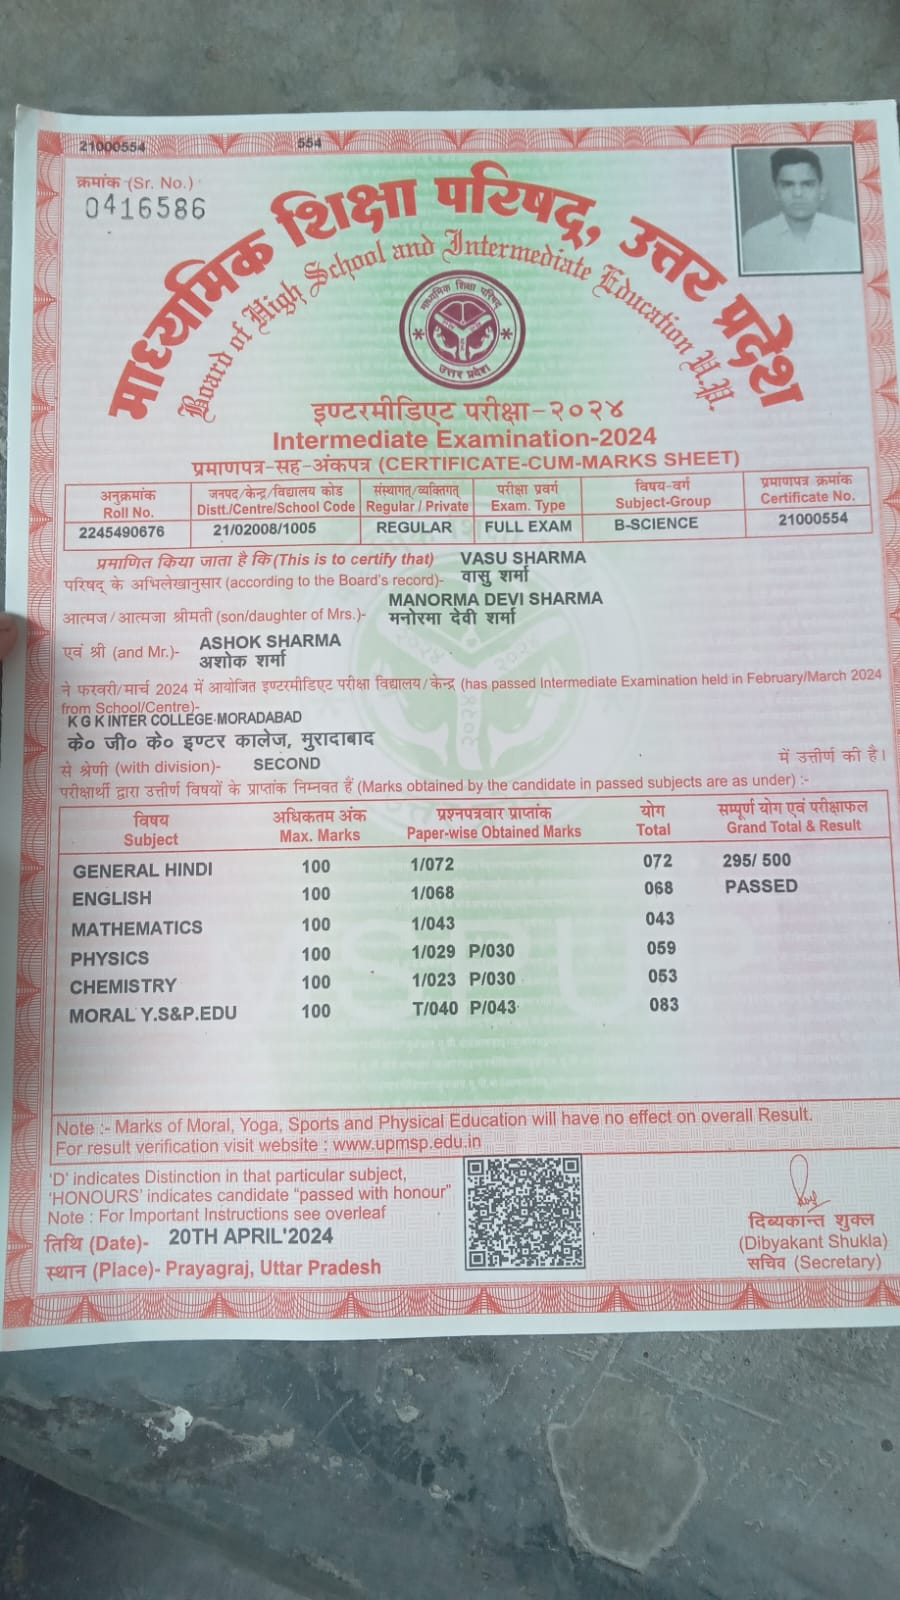 21000554 554
क्रमांक (Sr. No.)
0416586
माध्यमिक शिक्षा परिषद्, उत्तर प्रदेश
Board of High School and Intermediate Education U.P.
माध्यमिक शिक्षा परिषद्
उत्तर प्रदेश
इण्टरमीडिएट परीक्षा-२०२४
Intermediate Examination-2024
प्रमाणपत्र-सह-अंकपत्र (CERTIFICATE-CUM-MARKS SHEET)
अनुक्रमांक जनपद/केन्द्र/विद्यालय कोड संस्थागत/व्यक्तिगत् परीक्षा प्रवर्ग विषय-वर्ग प्रमाणपत्र क्रमांक
Roll No. Distt./Centre/School Code Regular / Private Exam. Type Subject-Group Certificate No.
2245490676 21/02008/1005 REGULAR FULL EXAM B-SCIENCE 21000554
प्रमाणित किया जाता है कि (This is to certify that) VASU SHARMA
परिषद् के अभिलेखानुसार (according to the Board's record)- वासु शर्मा
MANORMA DEVI SHARMA
आत्मज/आत्मजा श्रीमती (son/daughter of Mrs.)- मनोरमा देवी शर्मा
ASHOK SHARMA
एवं श्री (and Mr.)- अशोक शर्मा
ने फरवरी/मार्च 2024 में आयोजित इण्टरमीडिएट परीक्षा विद्यालय/केन्द्र (has passed Intermediate Examination held in February/March 2024
from School/Centre)-
K G K INTER COLLEGE MORADABAD
के० जी० के० इण्टर कालेज, मुरादाबाद
से श्रेणी (with division)- SECOND में उत्तीर्ण की है।
परीक्षार्थी द्वारा उत्तीर्ण विषयों के प्राप्तांक निम्नवत हैं (Marks obtained by the candidate in passed subjects are as under) :-
विषय अधिकतम अंक प्रश्नपत्रवार प्राप्तांक योग सम्पूर्ण योग एवं परीक्षाफल
Subject Max. Marks Paper-wise Obtained Marks Total Grand Total & Result
GENERAL HINDI 100 1/072 072 295/ 500
ENGLISH 100 1/068 068 PASSED
MATHEMATICS 100 1/043 043
PHYSICS 100 1/029 P/030 059
CHEMISTRY 100 1/023 P/030 053
MORAL Y.S&P.EDU 100 T/040 P/043 083
Note :- Marks of Moral, Yoga, Sports and Physical Education will have no effect on overall Result.
For result verification visit website : www.upmsp.edu.in
'D' indicates Distinction in that particular subject,
'HONOURS' indicates candidate "passed with honour"
Note : For Important Instructions see overleaf
तिथि (Date)- 20TH APRIL'2024
स्थान (Place)- Prayagraj, Uttar Pradesh
दिब्यकान्त शुक्ल
(Dibyakant Shukla)
सचिव (Secretary)